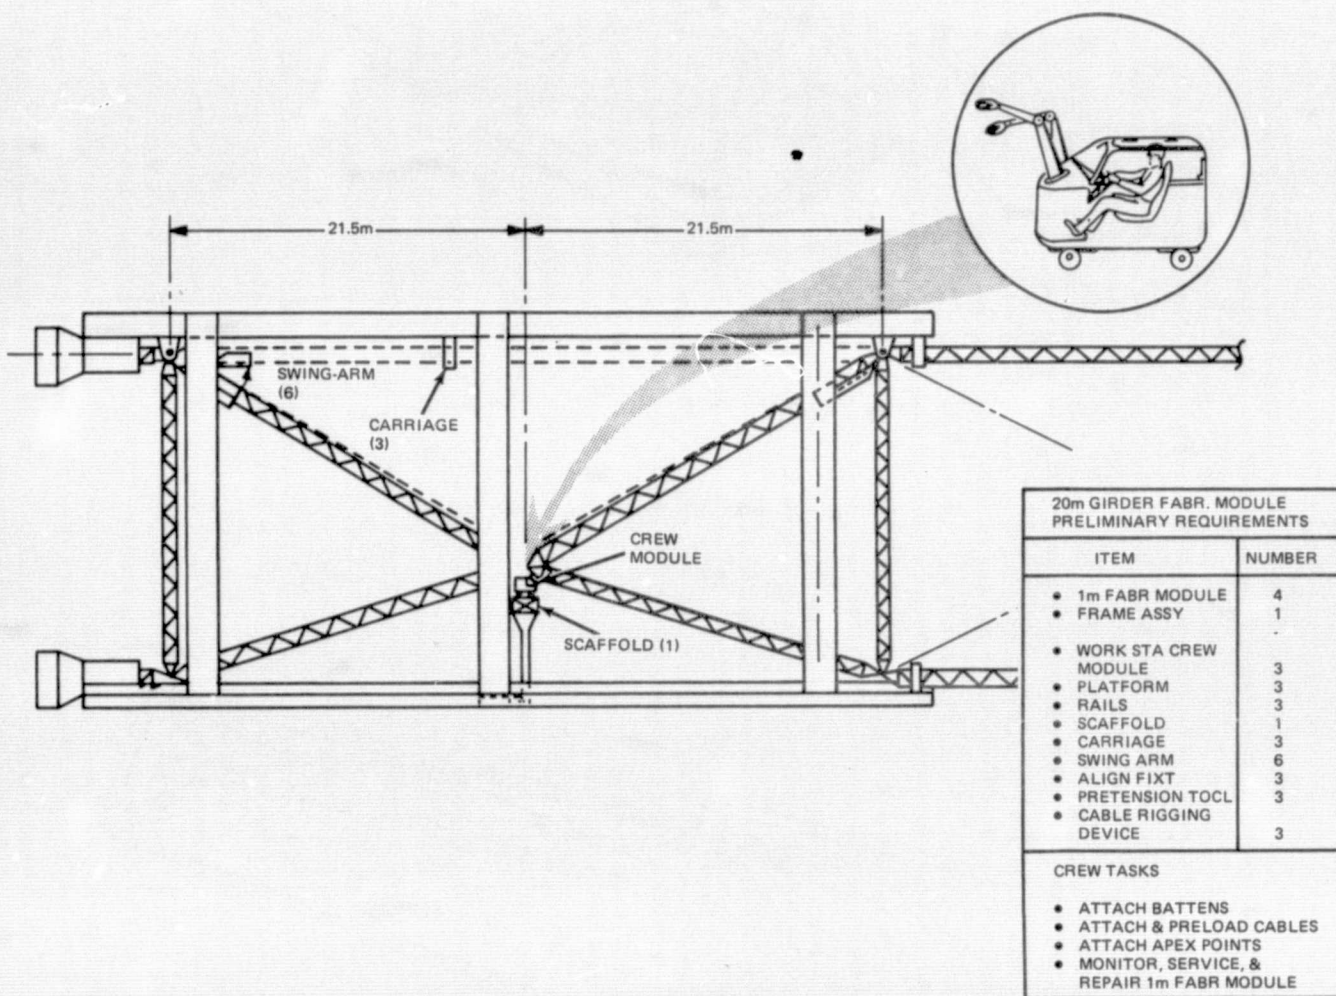 21.5m
21.5m
SWING-ARM
(6)
CARRIAGE
(3)
CREW
MODULE
SCAFFOLD (1)
20m GIRDER FABR. MODULE
PRELIMINARY REQUIREMENTS
ITEM NUMBER
• 1m FABR MODULE 4
• FRAME ASSY 1
• WORK STA CREW
MODULE 3
• PLATFORM 3
• RAILS 3
• SCAFFOLD 1
• CARRIAGE 3
• SWING ARM 6
• ALIGN FIXT 3
• PRETENSION TOCL 3
• CABLE RIGGING
DEVICE 3
CREW TASKS
• ATTACH BATTENS
• ATTACH & PRELOAD CABLES
• ATTACH APEX POINTS
• MONITOR, SERVICE, &
REPAIR 1m FABR MODULE